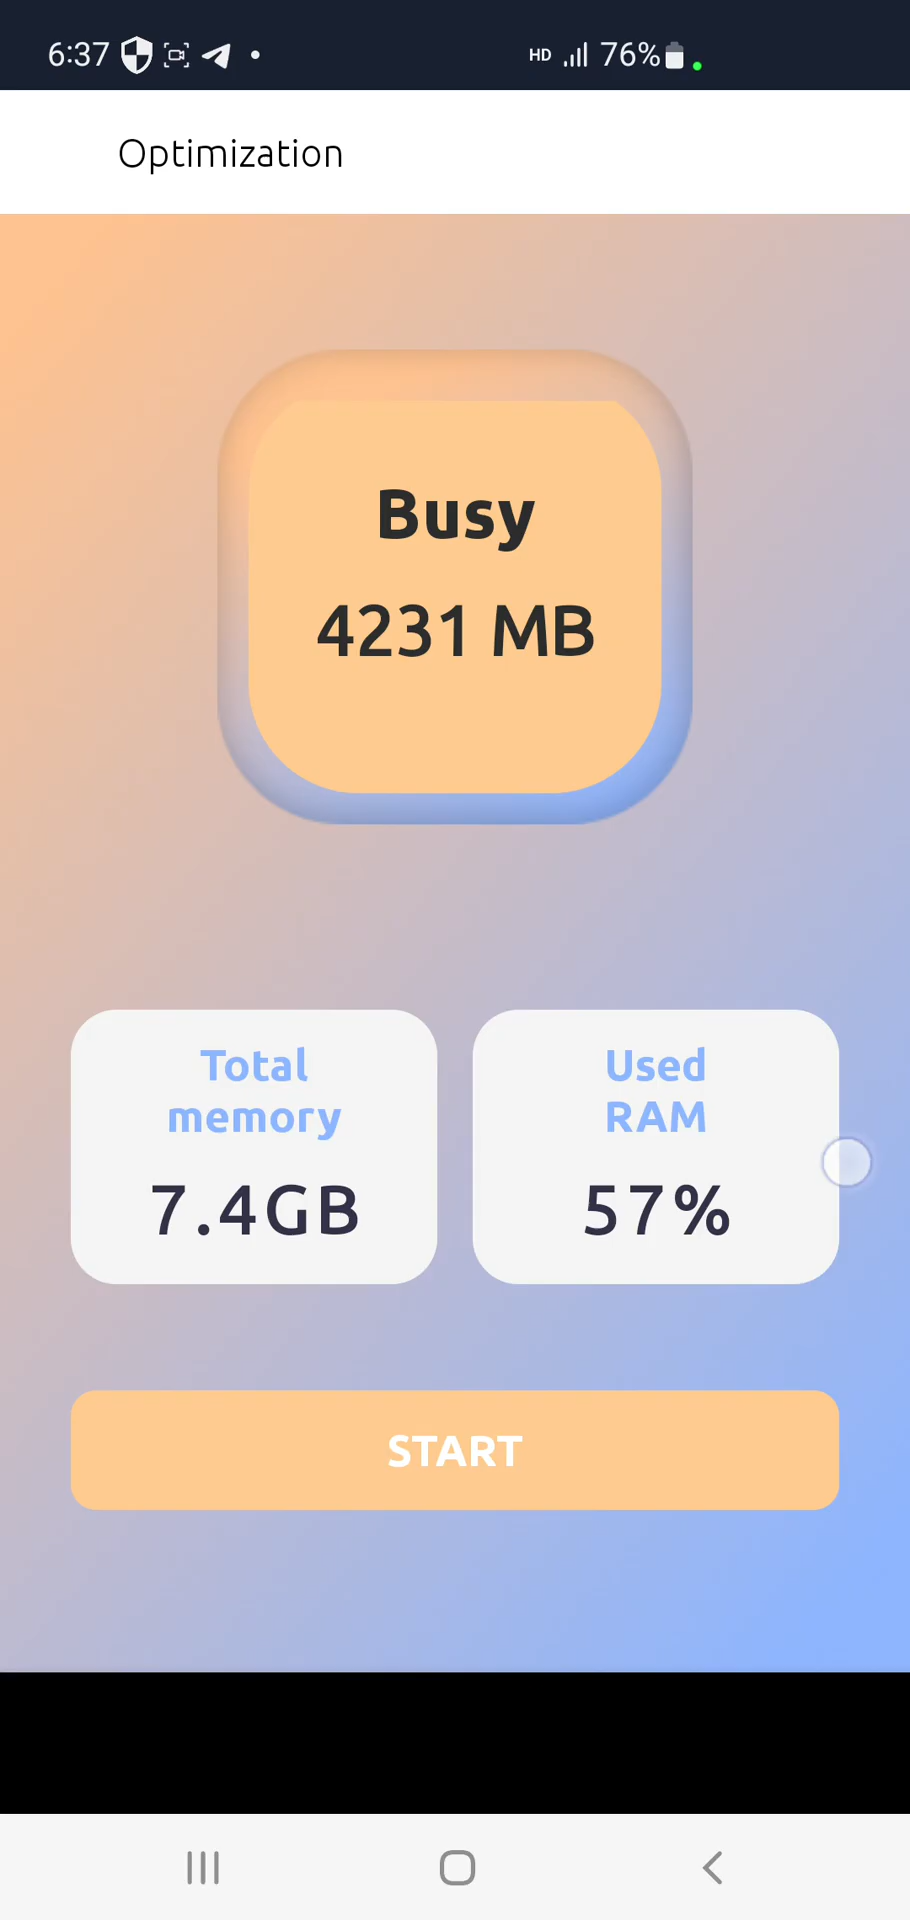 6:37 HD 76%
Optimization
Busy
4231 MB
Total
memory
7.4GB
Used
RAM
57%
START